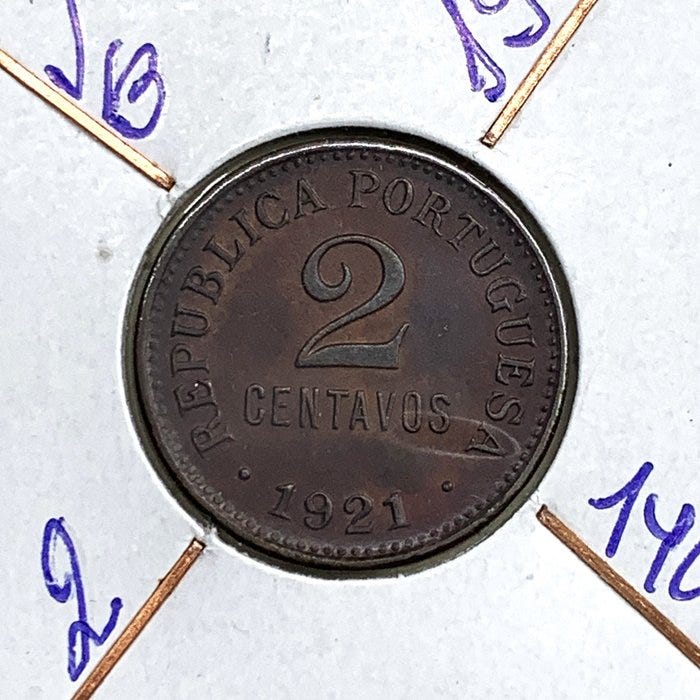 REPUBLICA PORTUGUESA
2
CENTAVOS
• 1921 •
2